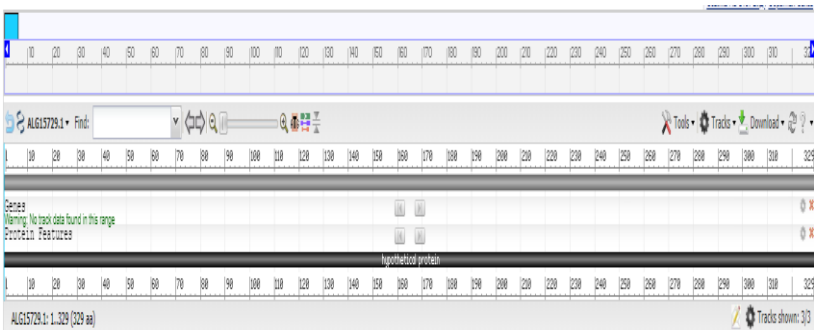 10 20 30 40 50 60 70 80 90 100 110 120 130 140 150 160 170 180 190 200 210 220 230 240 250 260 270 280 290 300 310
ALG15729.1 Find: Tools Tracks Download ?
1 10 20 30 40 50 60 70 80 90 100 110 120 130 140 150 160 170 180 190 200 210 220 230 240 250 260 270 280 290 300 310 329
Genes
Warning: No track data found in this range
Protein Features
hypothetical protein
1 10 20 30 40 50 60 70 80 90 100 110 120 130 140 150 160 170 180 190 200 210 220 230 240 250 260 270 280 290 300 310 329
ALG15729.1: 1..329 (329 aa) Tracks shown: 3/3